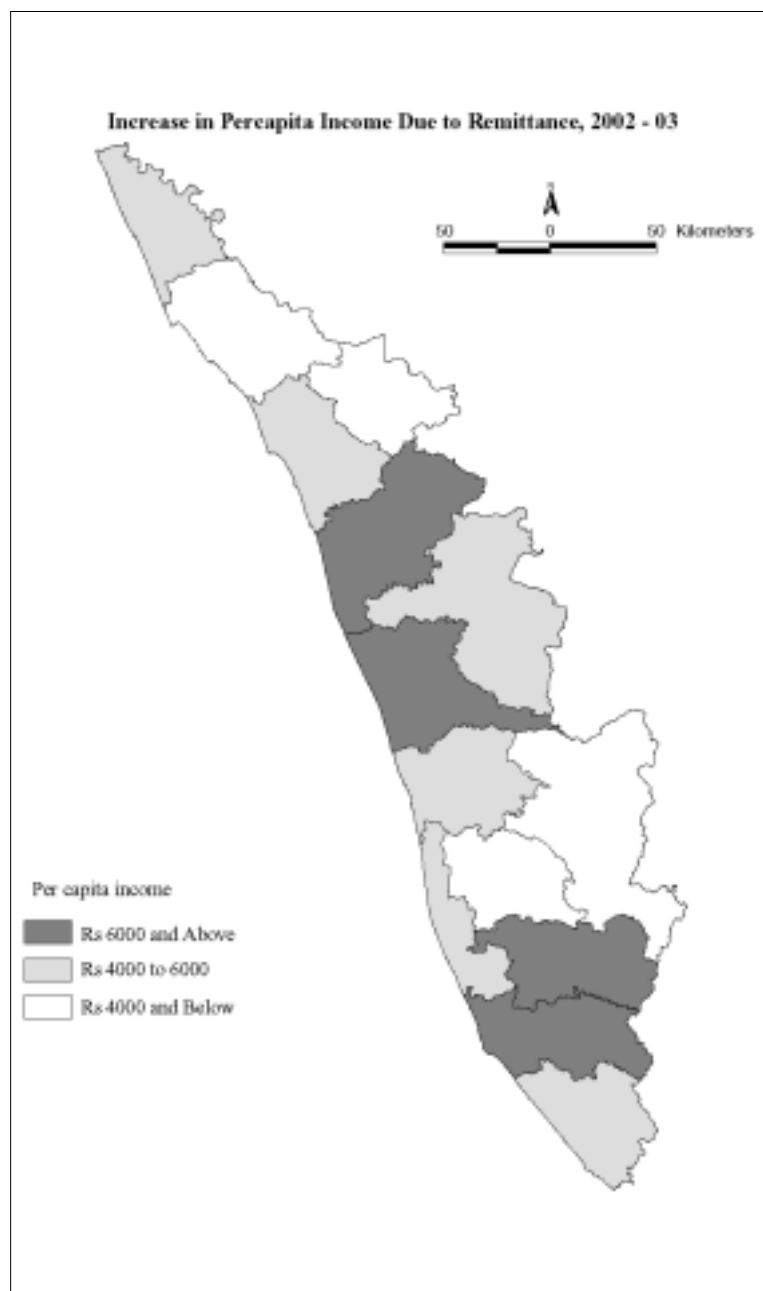 Increase in Percapita Income Due to Remittance, 2002 - 03
50 0 50 Kilometers
Per capita income
Rs 6000 and Above
Rs 4000 to 6000
Rs 4000 and Below